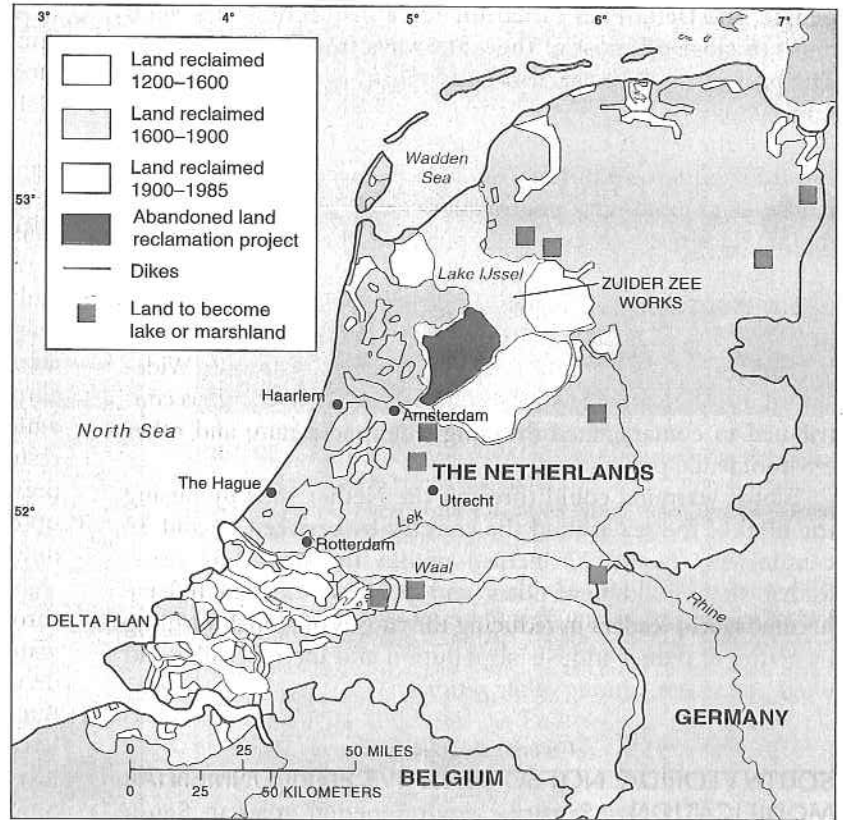 4°
5°
6°
7°
Land reclaimed
1200–1600
Land reclaimed
1600–1900
Land reclaimed
1900–1985
Abandoned land
reclamation project
Dikes
Land to become
lake or marshland
53°
52°
Wadden
Sea
Lake IJssel
ZUIDER ZEE
WORKS
Haarlem
Amsterdam
North Sea
THE NETHERLANDS
The Hague
Utrecht
Lek
Rotterdam
Waal
Rhine
DELTA PLAN
GERMANY
BELGIUM
0 25 50 MILES
0 25 50 KILOMETERS